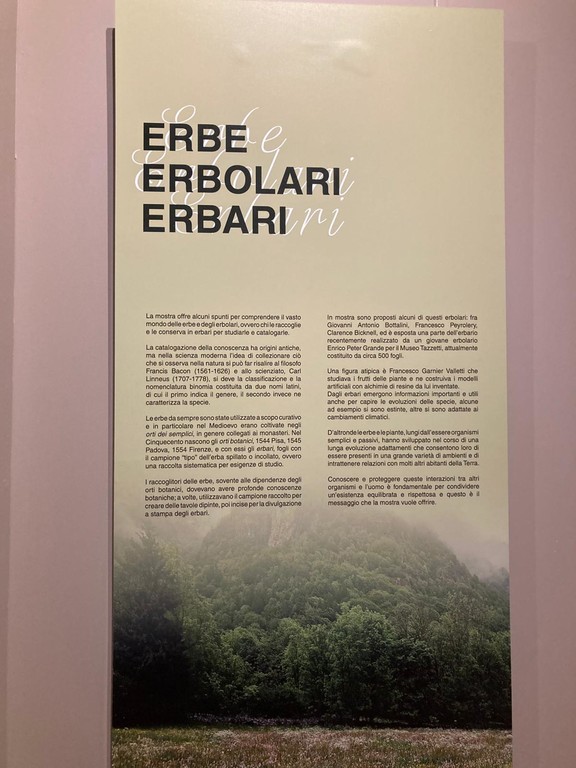 ERBE
ERBOLARI
ERBARI
Erbe
Erbolari
Erbari
La mostra offre alcuni spunti per comprendere il vasto
mondo delle erbe e degli erbolari, ovvero chi le raccoglie
e le conserva in erbari per studiarle e catalogarle.
La catalogazione della conoscenza ha origini antiche,
ma nella scienza moderna l'idea di collezionare ciò
che si osserva nella natura si può far risalire al filosofo
Francis Bacon (1561-1626) e allo scienziato, Carl
Linneus (1707-1778), si deve la classificazione e la
nomenclatura binomia costituita da due nomi latini,
di cui il primo indica il genere, il secondo invece ne
caratterizza la specie.
Le erbe da sempre sono state utilizzate a scopo curativo
e in particolare nel Medioevo erano coltivate negli
orti dei semplici, in genere collegati ai monasteri. Nel
Cinquecento nascono gli orti botanici, 1544 Pisa, 1545
Padova, 1554 Firenze, e con essi gli erbari, fogli con
il campione "tipo" dell'erba spillato o incollato, ovvero
una raccolta sistematica per esigenze di studio.
I raccoglitori delle erbe, sovente alle dipendenze degli
orti botanici, dovevano avere profonde conoscenze
botaniche; a volte, utilizzavano il campione raccolto per
creare delle tavole dipinte, poi incise per la divulgazione
a stampa degli erbari.
In mostra sono proposti alcuni di questi erbolari: fra
Giovanni Antonio Bottalini, Francesco Peyrolery,
Clarence Bicknell, ed è esposta una parte dell'erbario
recentemente realizzato da un giovane erbolario
Enrico Peter Grande per il Museo Tazzetti, attualmente
costituito da circa 500 fogli.
Una figura atipica è Francesco Garnier Valletti che
studiava i frutti delle piante e ne costruiva i modelli
artificiali con alchimie di resine da lui inventate.
Dagli erbari emergono informazioni importanti e utili
anche per capire le evoluzioni delle specie, alcune
ad esempio si sono estinte, altre si sono adattate ai
cambiamenti climatici.
D'altronde le erbe e le piante, lungi dall'essere organismi
semplici e passivi, hanno sviluppato nel corso di una
lunga evoluzione adattamenti che consentono loro di
essere presenti in una grande varietà di ambienti e di
intrattenere relazioni con molti altri abitanti della Terra.
Conoscere e proteggere queste interazioni tra altri
organismi e l'uomo è fondamentale per condividere
un'esistenza equilibrata e rispettosa e questo è il
messaggio che la mostra vuole offrire.